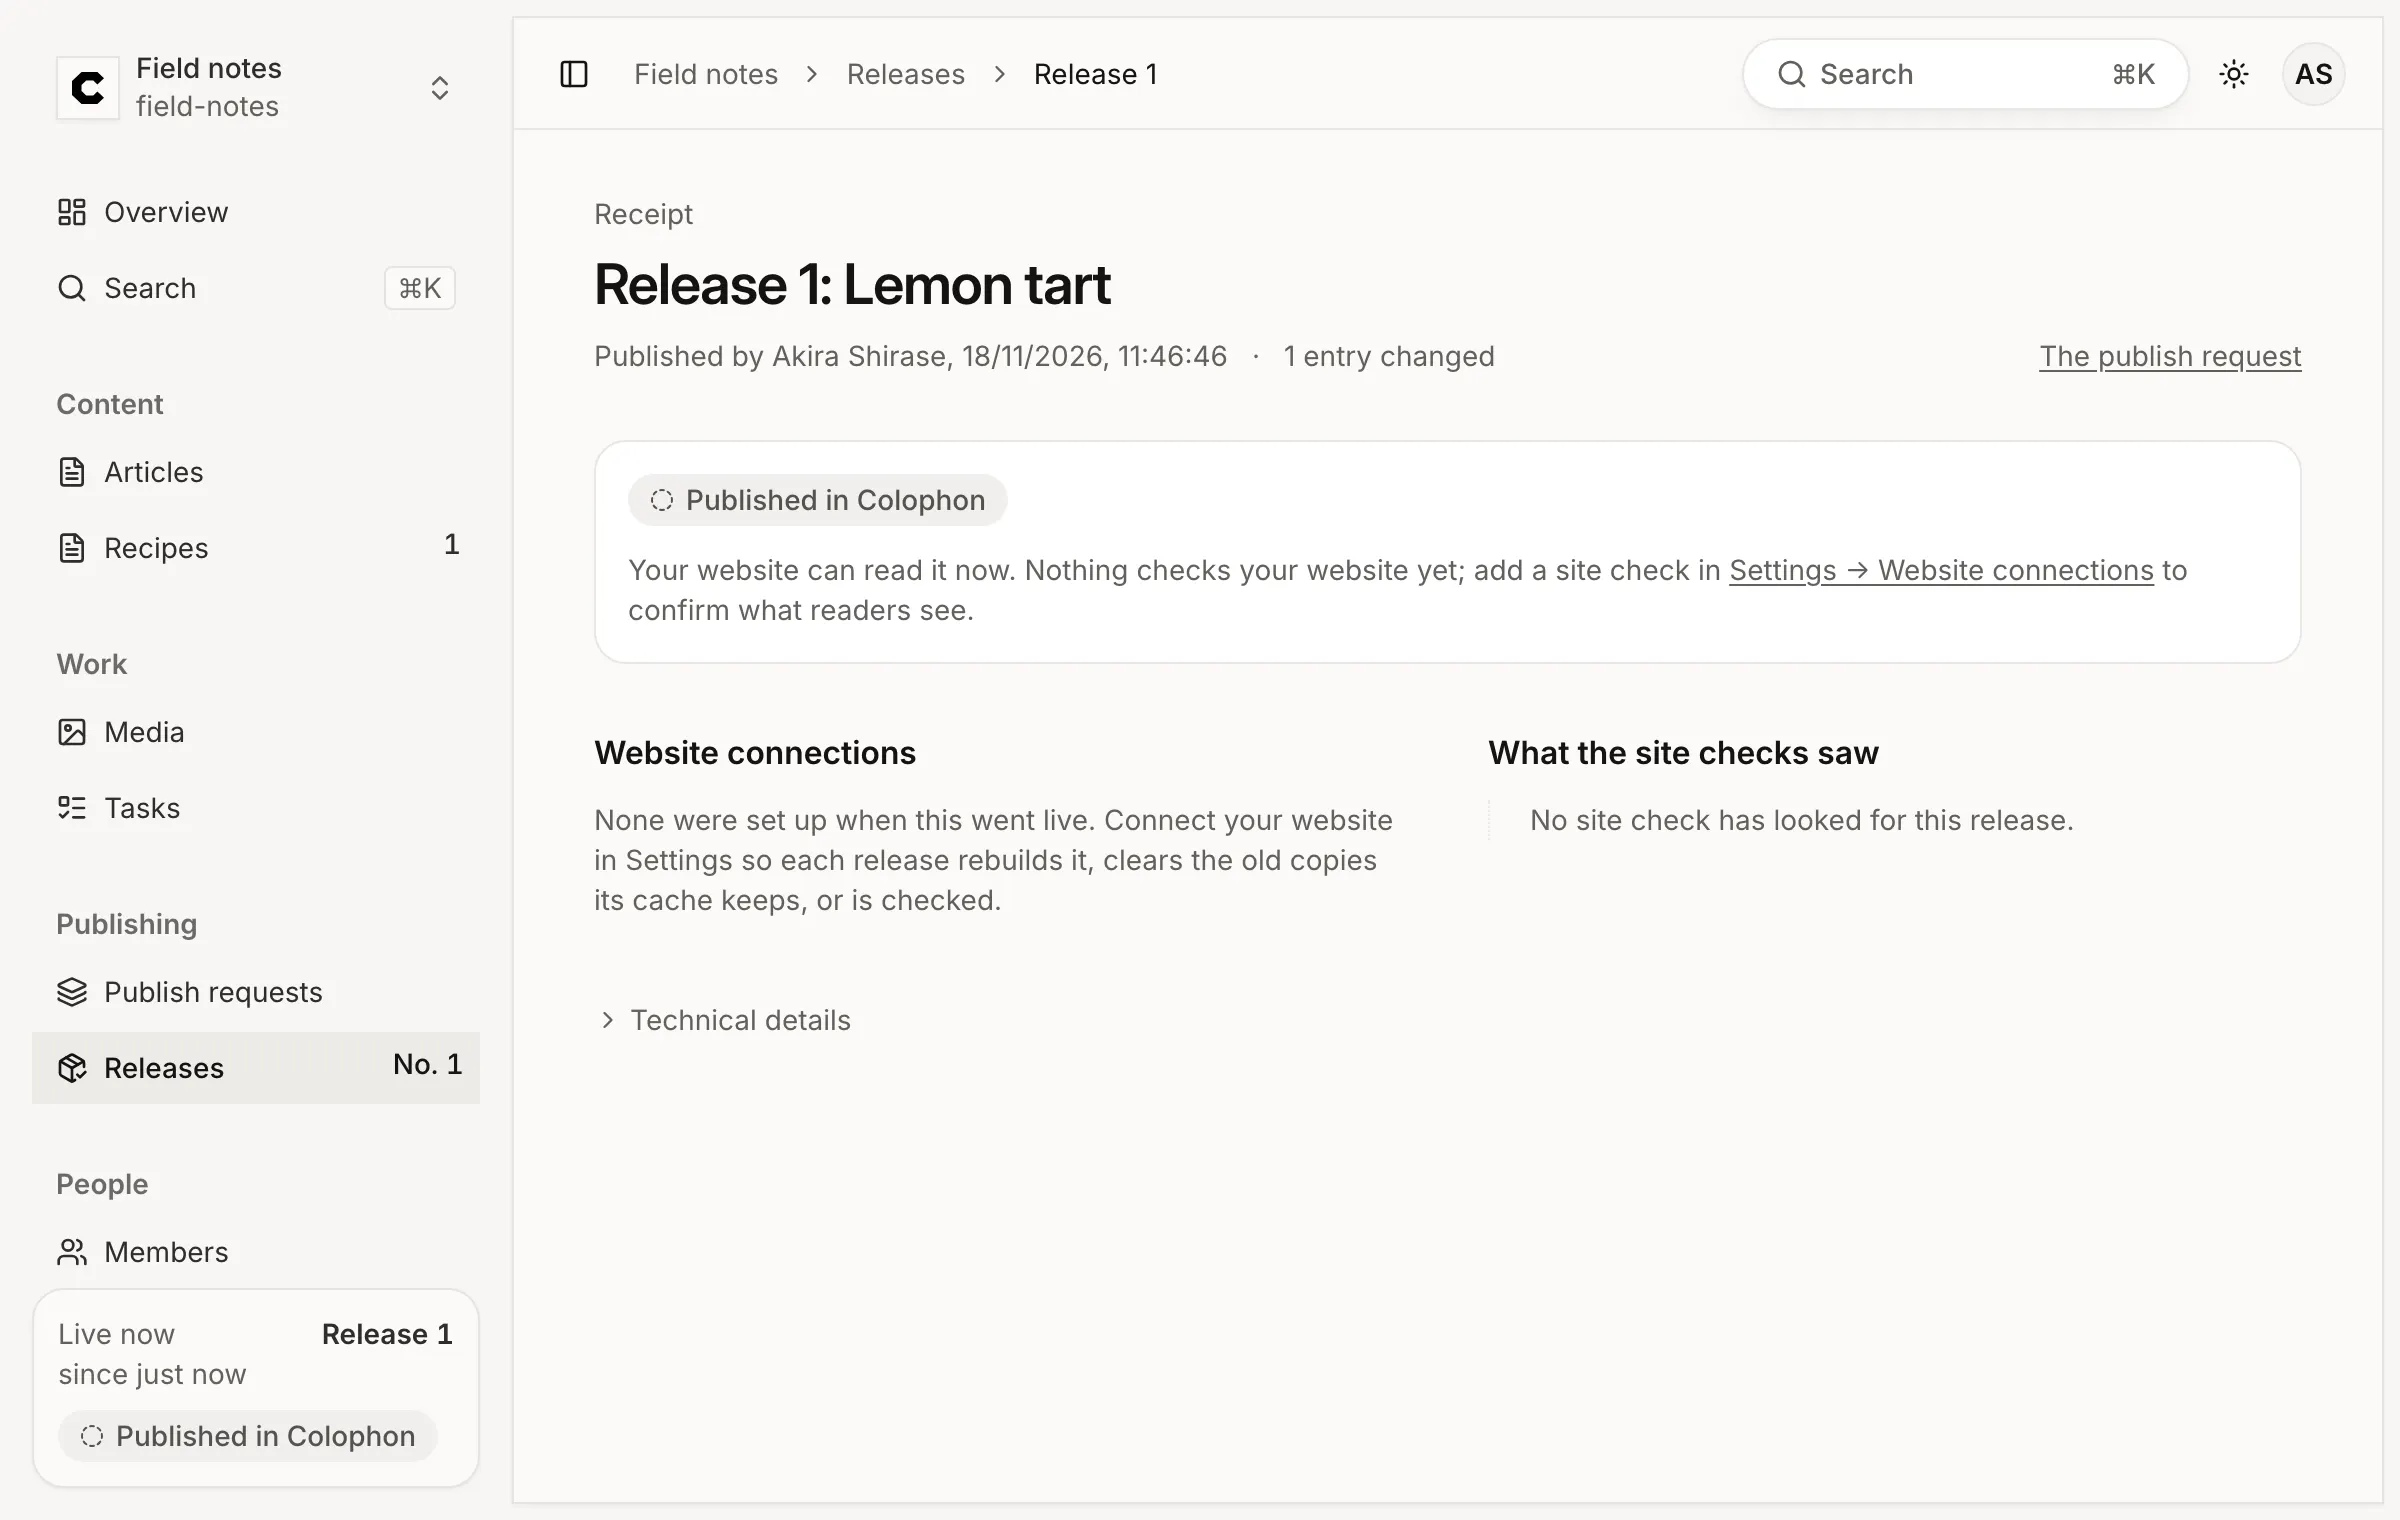 Field notes
field-notes
Overview
Search ⌘K
Content
Articles
Recipes 1
Work
Media
Tasks
Publishing
Publish requests
Releases No. 1
People
Members
Live now Release 1
since just now
Published in Colophon
Field notes > Releases > Release 1
Search ⌘K
AS
Receipt
Release 1: Lemon tart
Published by Akira Shirase, 18/11/2026, 11:46:46 · 1 entry changed
The publish request
Published in Colophon
Your website can read it now. Nothing checks your website yet; add a site check in Settings → Website connections to
confirm what readers see.
Website connections
None were set up when this went live. Connect your website
in Settings so each release rebuilds it, clears the old copies
its cache keeps, or is checked.
What the site checks saw
No site check has looked for this release.
Technical details